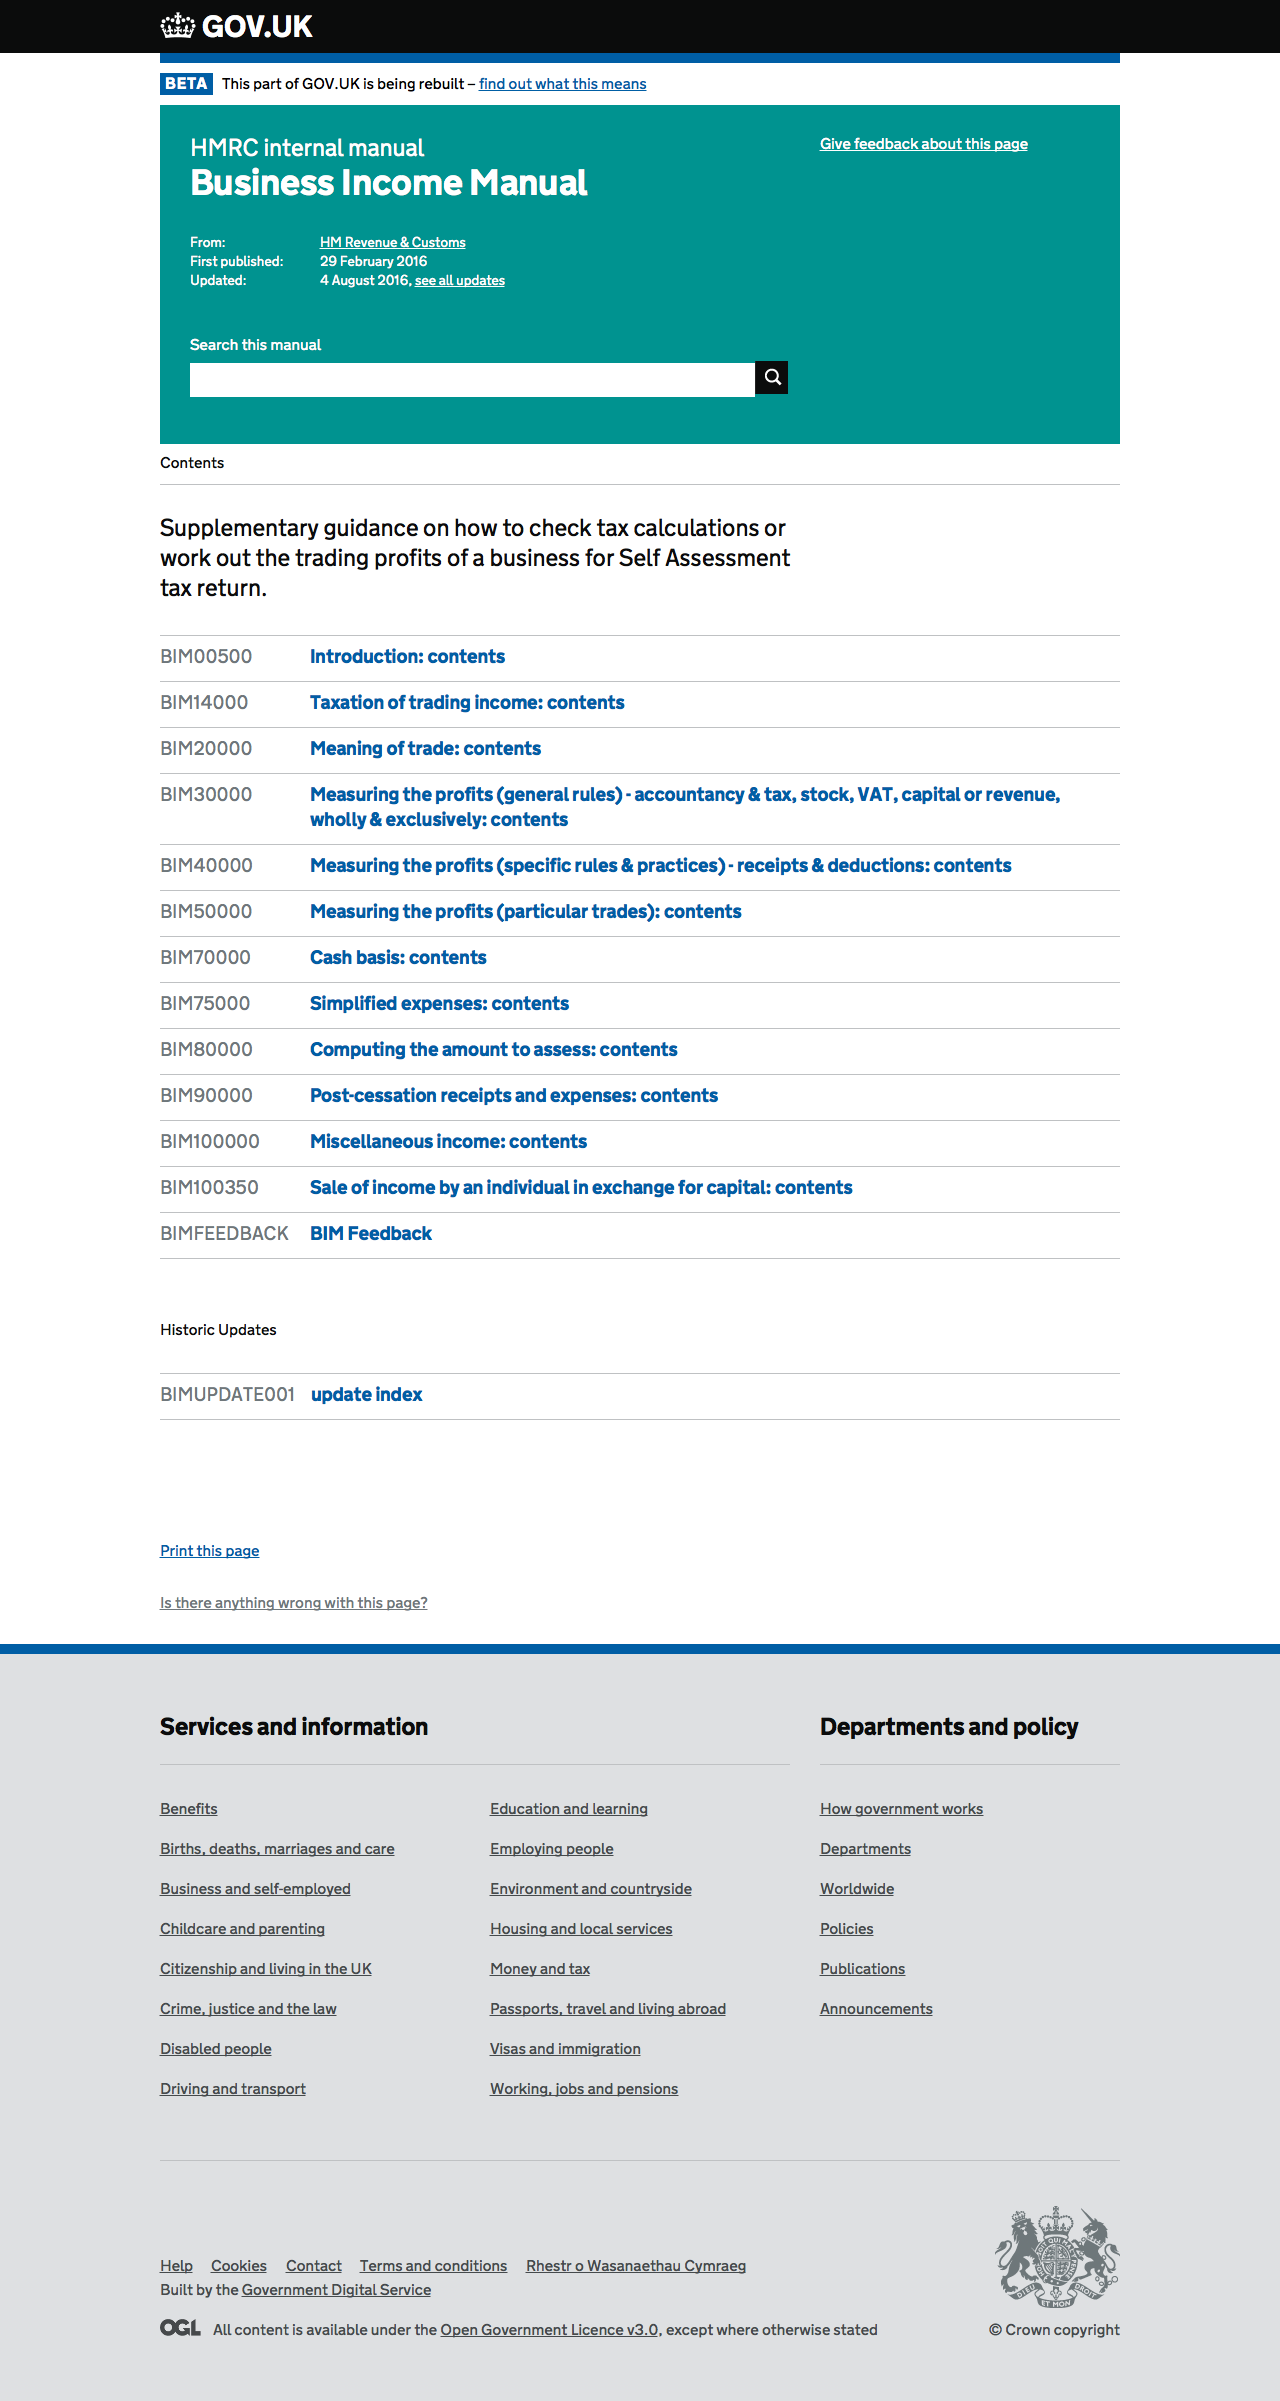 GOV.UK
BETA This part of GOV.UK is being rebuilt – find out what this means
HMRC internal manual
Business Income Manual
Give feedback about this page
From: HM Revenue & Customs
First published: 29 February 2016
Updated: 4 August 2016, see all updates
Search this manual
Contents
Supplementary guidance on how to check tax calculations or
work out the trading profits of a business for Self Assessment
tax return.
BIM00500 Introduction: contents
BIM14000 Taxation of trading income: contents
BIM20000 Meaning of trade: contents
BIM30000 Measuring the profits (general rules) - accountancy & tax, stock, VAT, capital or revenue,
wholly & exclusively: contents
BIM40000 Measuring the profits (specific rules & practices) - receipts & deductions: contents
BIM50000 Measuring the profits (particular trades): contents
BIM70000 Cash basis: contents
BIM75000 Simplified expenses: contents
BIM80000 Computing the amount to assess: contents
BIM90000 Post-cessation receipts and expenses: contents
BIM100000 Miscellaneous income: contents
BIM100350 Sale of income by an individual in exchange for capital: contents
BIMFEEDBACK BIM Feedback
Historic Updates
BIMUPDATE001 update index
Print this page
Is there anything wrong with this page?
Services and information
Benefits
Births, deaths, marriages and care
Business and self-employed
Childcare and parenting
Citizenship and living in the UK
Crime, justice and the law
Disabled people
Driving and transport
Education and learning
Employing people
Environment and countryside
Housing and local services
Money and tax
Passports, travel and living abroad
Visas and immigration
Working, jobs and pensions
Departments and policy
How government works
Departments
Worldwide
Policies
Publications
Announcements
Help Cookies Contact Terms and conditions Rhestr o Wasanaethau Cymraeg
Built by the Government Digital Service
OGL All content is available under the Open Government Licence v3.0, except where otherwise stated
DIEU ET MON DROIT
© Crown copyright